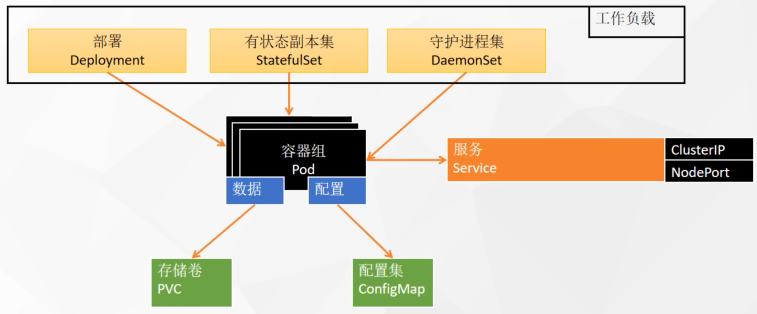 工作负载
部署
Deployment
有状态副本集
StatefulSet
守护进程集
DaemonSet
容器组
Pod
数据
配置
服务
Service
ClusterIP
NodePort
存储卷
PVC
配置集
ConfigMap